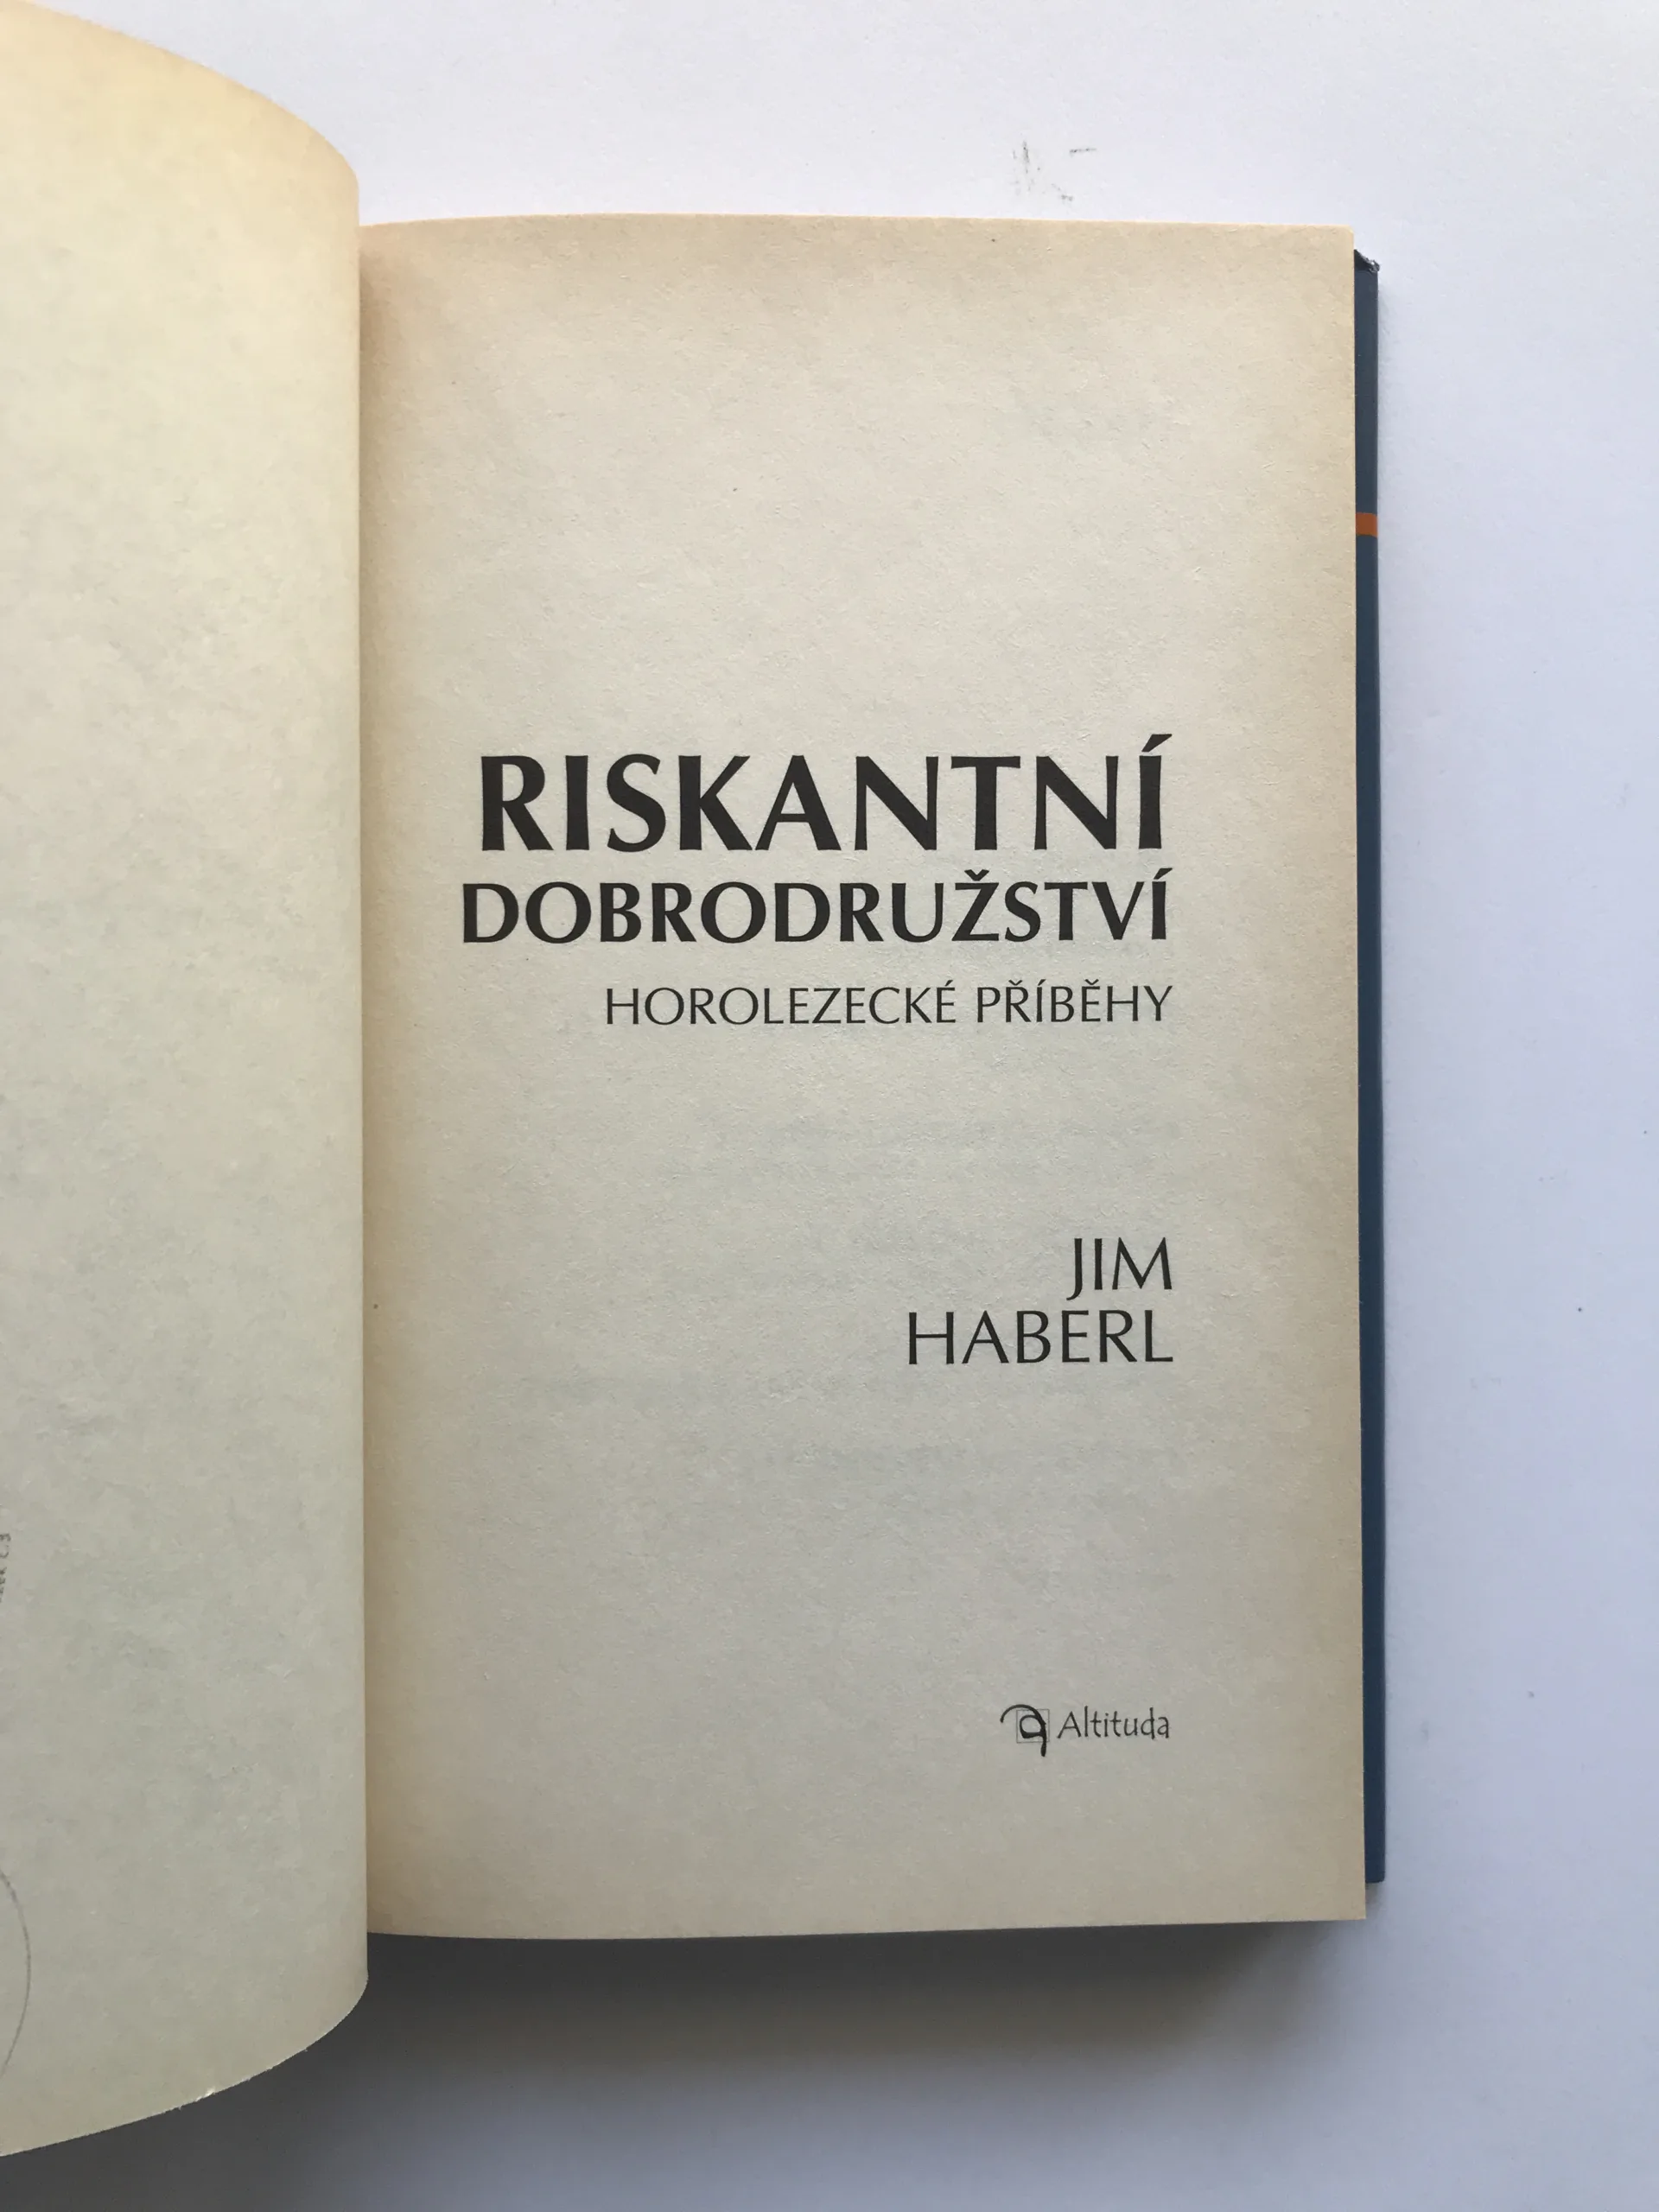 RISKANTNÍ
DOBRODRUŽSTVÍ
HOROLEZECKÉ PŘÍBĚHY
JIM
HABERL
Altituda